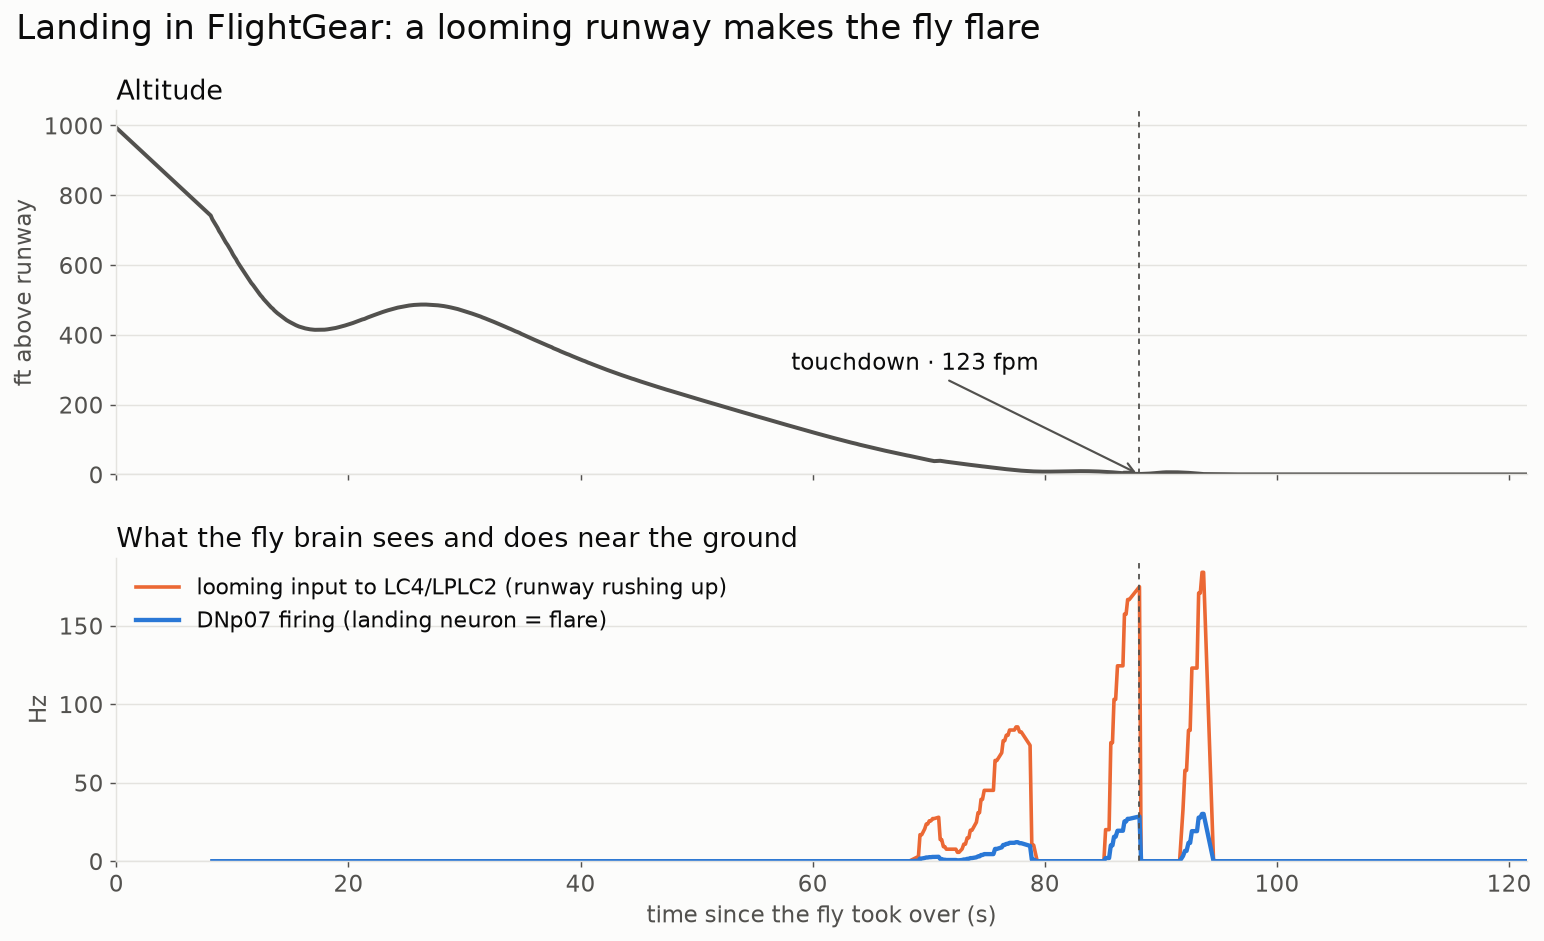 Landing in FlightGear: a looming runway makes the fly flare
Altitude
1000
800
600
400
200
0
ft above runway
touchdown · 123 fpm
What the fly brain sees and does near the ground
looming input to LC4/LPLC2 (runway rushing up)
DNp07 firing (landing neuron = flare)
150
100
50
0
Hz
0 20 40 60 80 100 120
time since the fly took over (s)